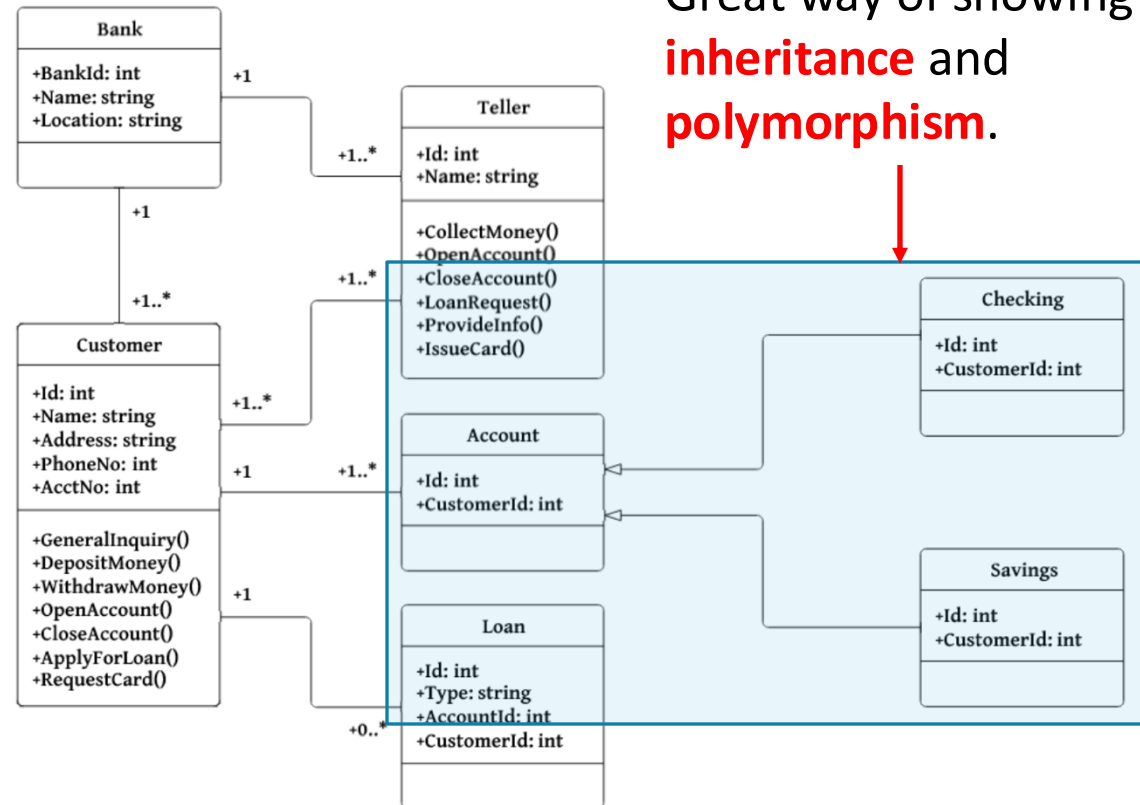 Great way of showing
inheritance and
polymorphism.
Bank
+BankId: int
+Name: string
+Location: string
+1
+1..*
+1
+1..*
Teller
+Id: int
+Name: string
+CollectMoney()
+OpenAccount()
+CloseAccount()
+LoanRequest()
+ProvideInfo()
+IssueCard()
+1..*
+1..*
Customer
+Id: int
+Name: string
+Address: string
+PhoneNo: int
+AcctNo: int
+GeneralInquiry()
+DepositMoney()
+WithdrawMoney()
+OpenAccount()
+CloseAccount()
+ApplyForLoan()
+RequestCard()
+1
+1..*
+1
+0..*
Account
+Id: int
+CustomerId: int
Loan
+Id: int
+Type: string
+AccountId: int
+CustomerId: int
Checking
+Id: int
+CustomerId: int
Savings
+Id: int
+CustomerId: int